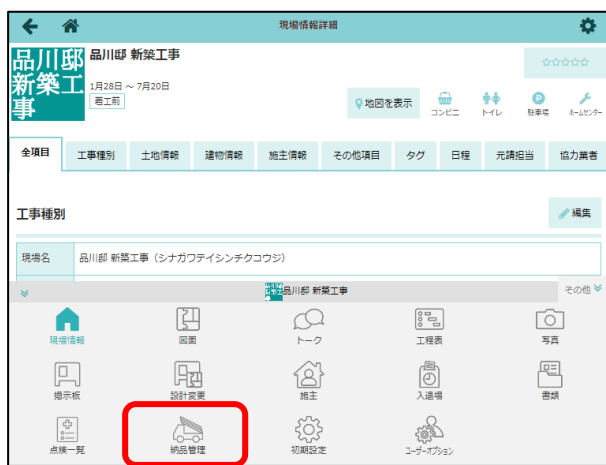 現場情報詳細
品川邸
新築工
事
品川邸 新築工事
1月28日 ~ 7月20日
着工前
☆☆☆☆☆
地図を表示
コンビニ
トイレ
駐車場
ホームセンター
全項目
工事種別
土地情報
建物情報
施主情報
その他項目
タグ
日程
元請担当
協力業者
工事種別
編集
現場名
品川邸 新築工事（シナガワテイシンチクコウジ）
品川邸 新築工事
その他
現場情報
図面
トーク
工程表
写真
掲示板
設計変更
施主
入退場
書類
点検一覧
納品管理
初期設定
ユーザーオプション